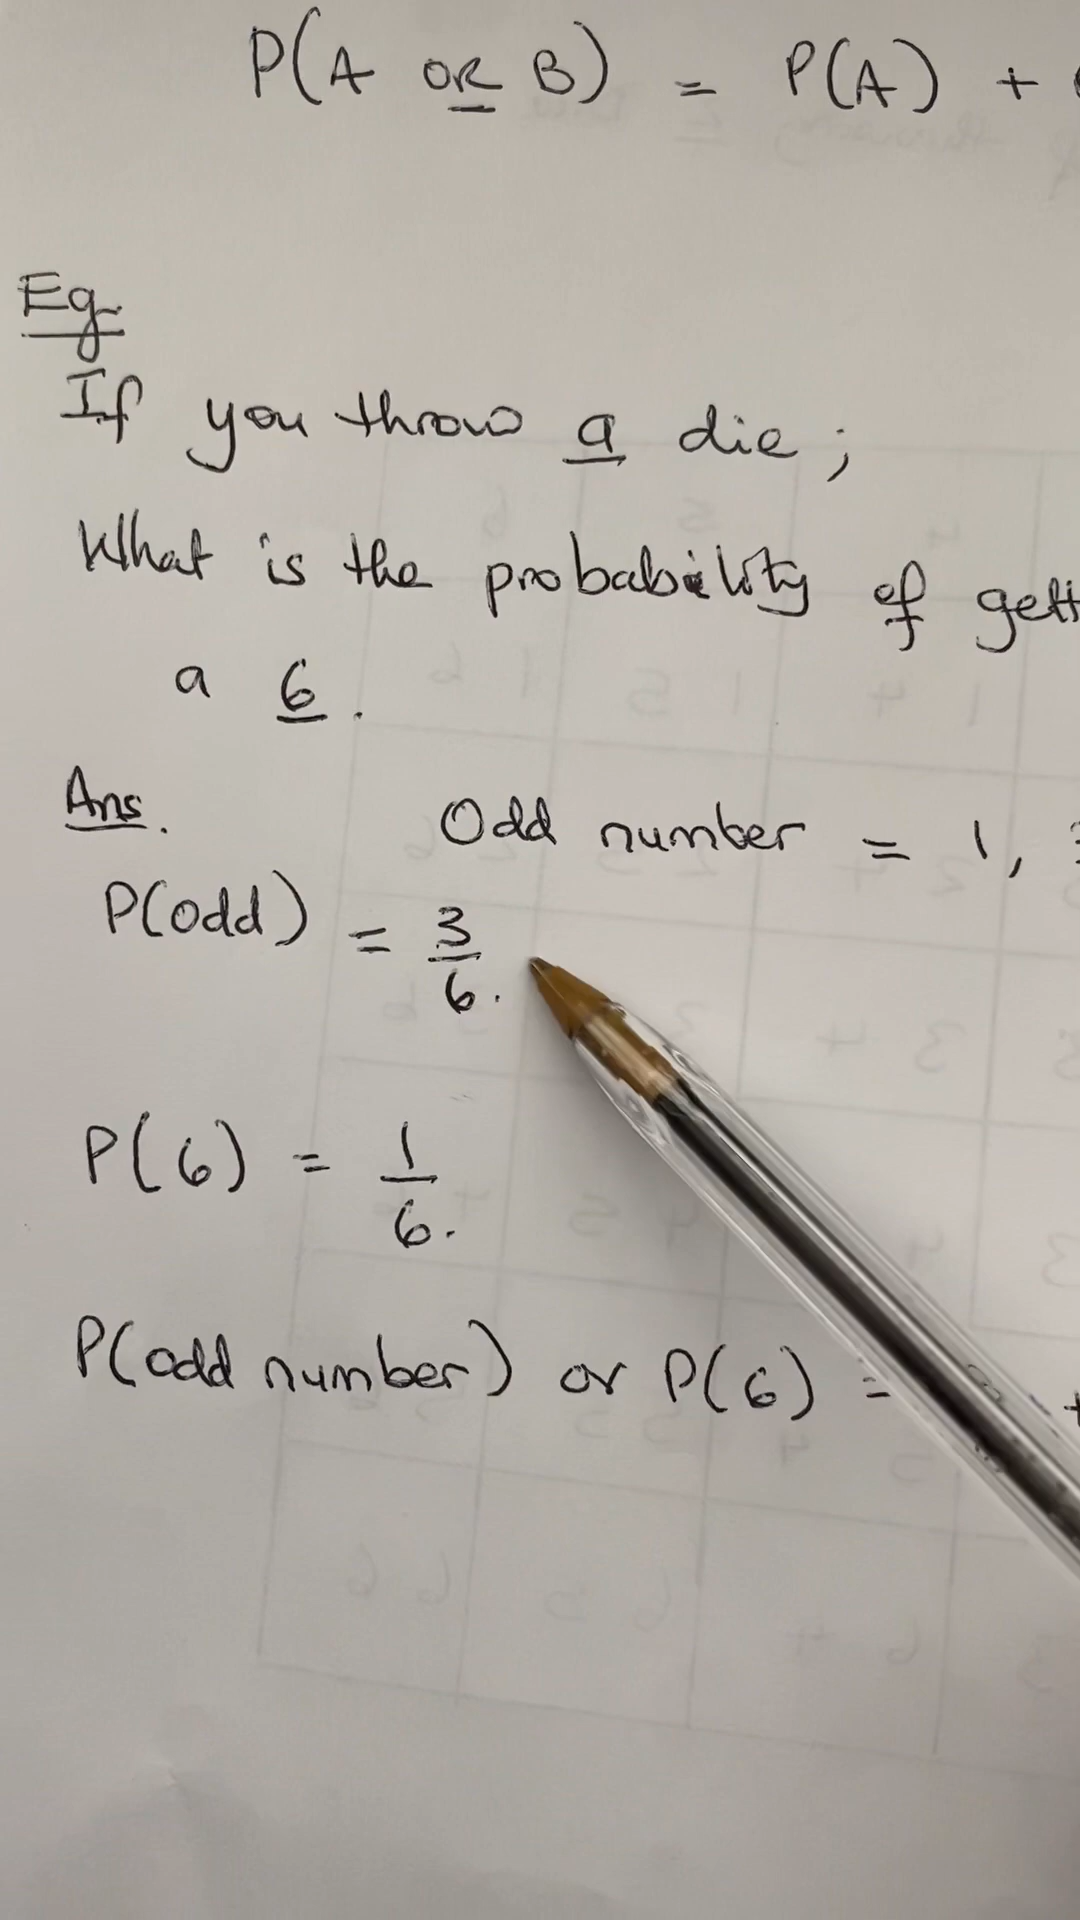 P(A OR B) = P(A) +
Eg
If you throw a die;
What is the probability of gett
a 6.
Ans.
Odd number = 1,
P(odd) = 3/6.
P(6) = 1/6.
P(odd number) or P(6) =